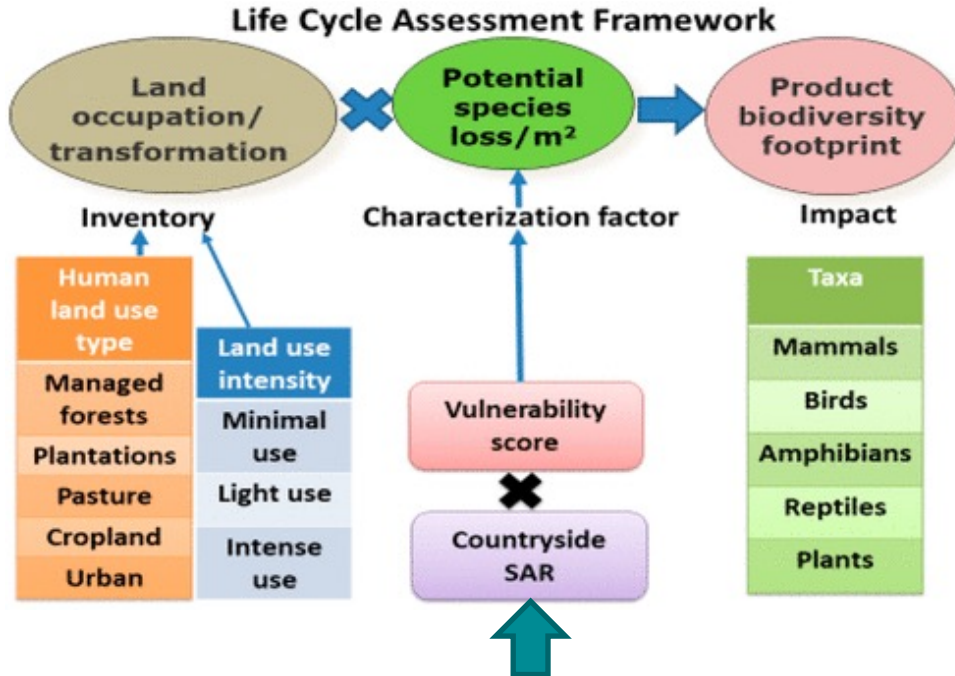 Life Cycle Assessment Framework
Land
occupation/
transformation
Potential
species
loss/m²
Product
biodiversity
footprint
Inventory
Characterization factor
Impact
Human
land use
type
Managed
forests
Plantations
Pasture
Cropland
Urban
Land use
intensity
Minimal
use
Light use
Intense
use
Vulnerability
score
Countryside
SAR
Taxa
Mammals
Birds
Amphibians
Reptiles
Plants